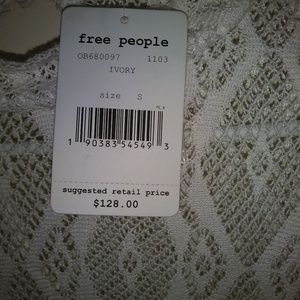 free people
OB680097 1103
IVORY
size S
1 90383 54549 3
suggested retail price
$128.00